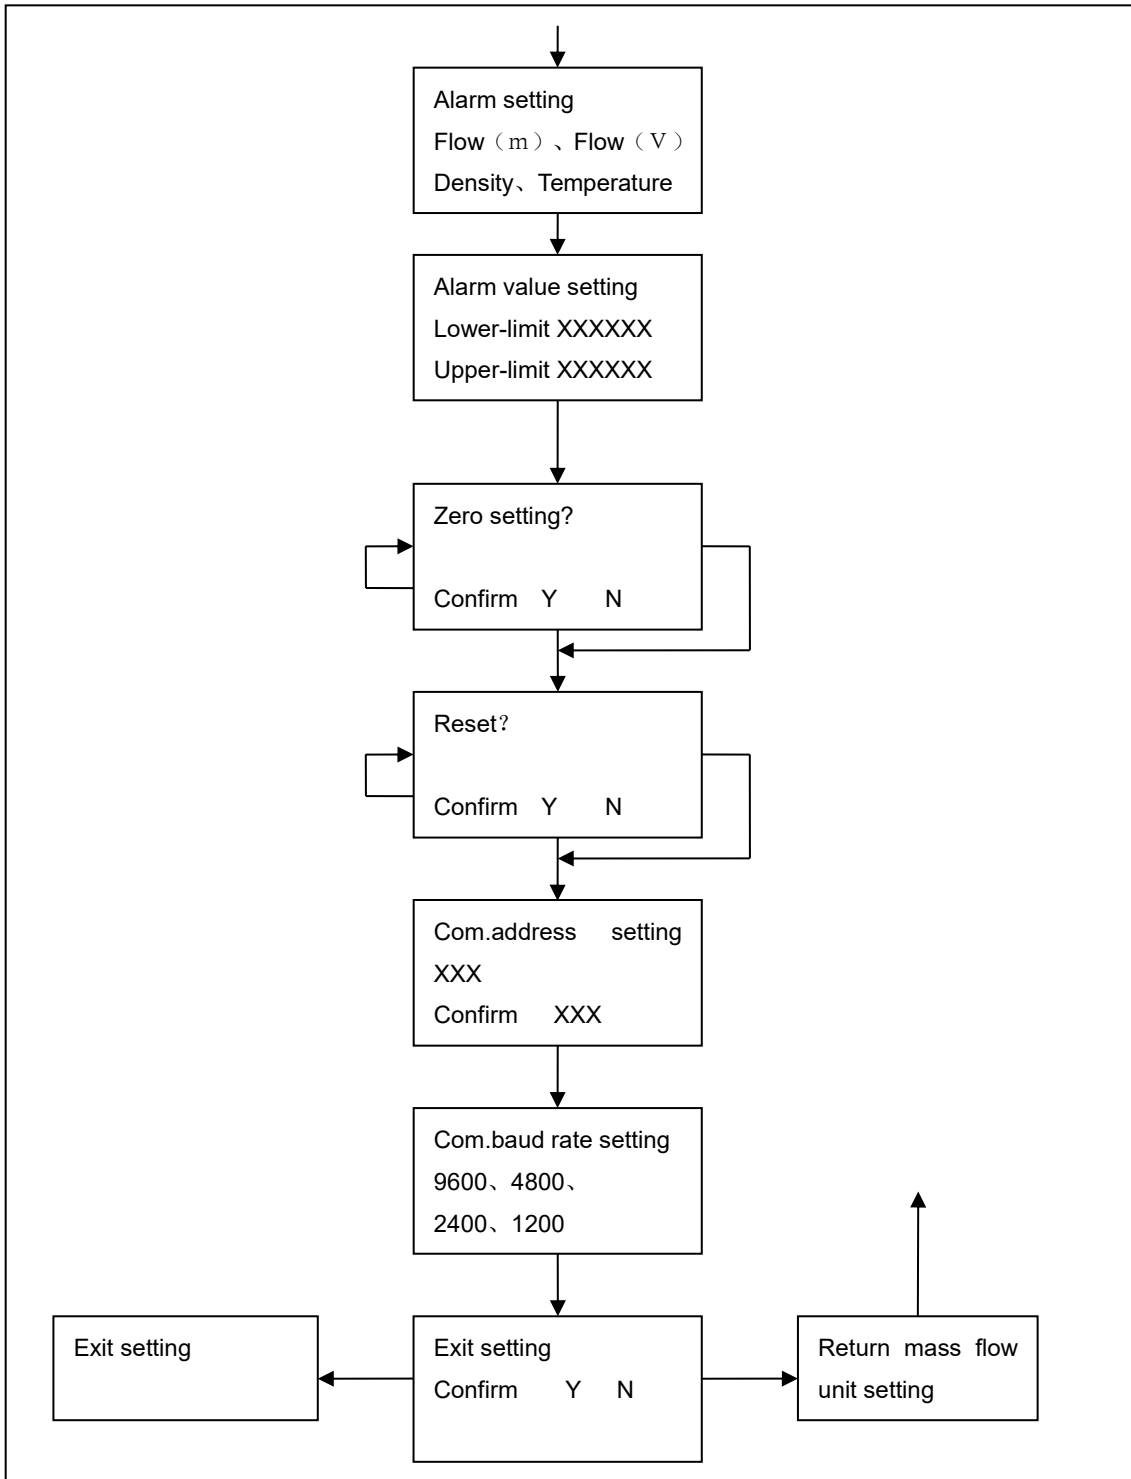 Alarm setting
Flow（m）、Flow（V）
Density、Temperature
Alarm value setting
Lower-limit XXXXXX
Upper-limit XXXXXX
Zero setting?
Confirm Y N
Reset？
Confirm Y N
Com.address setting
XXX
Confirm XXX
Com.baud rate setting
9600、4800、
2400、1200
Exit setting
Exit setting
Confirm Y N
Return mass flow
unit setting